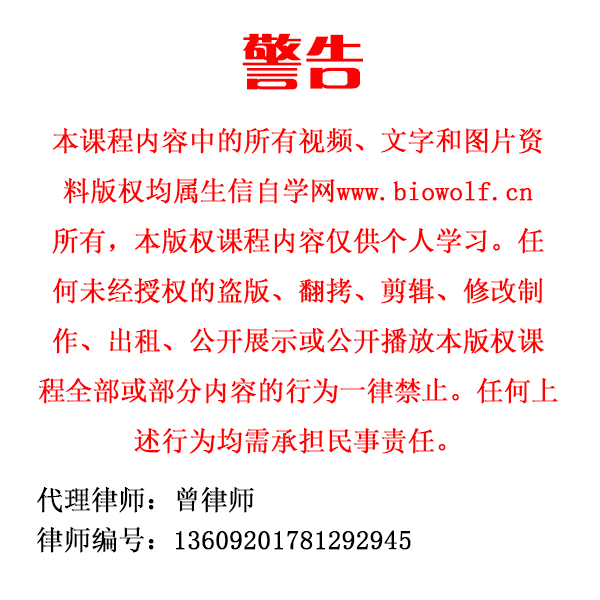 警告
本课程内容中的所有视频、文字和图片资
料版权均属生信自学网www.biowolf.cn
所有，本版权课程内容仅供个人学习。任
何未经授权的盗版、翻拷、剪辑、修改制
作、出租、公开展示或公开播放本版权课
程全部或部分内容的行为一律禁止。任何上
述行为均需承担民事责任。
代理律师：曾律师
律师编号：13609201781292945